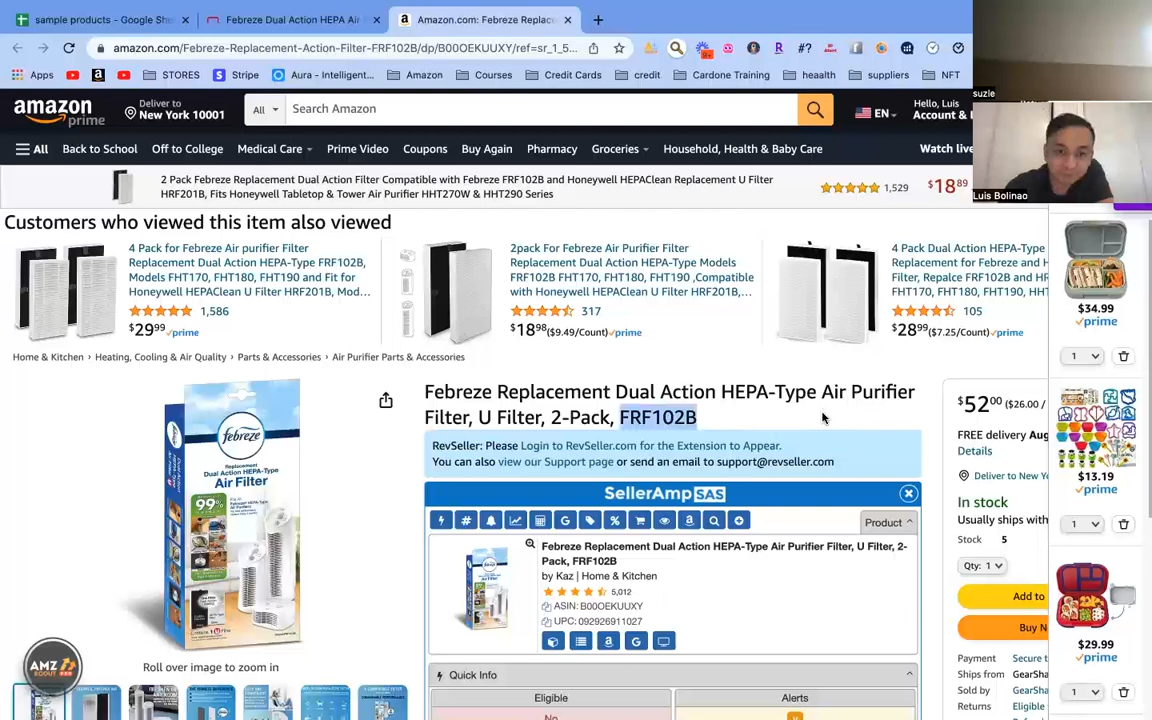 sample products - Google She
Febreze Dual Action HEPA Air
Amazon.com: Febreze Replace
amazon.com/Febreze-Replacement-Action-Filter-FRF102B/dp/B00OEKUUXY/ref=sr_1_5...
Apps
STORES
Stripe
Aura - Intelligent...
Amazon
Courses
Credit Cards
credit
Cardone Training
heaalth
suppliers
NFT
suzie
Luis Bolinao
amazon
prime
Deliver to
New York 10001
All
Search Amazon
EN
Hello, Luis
Account &
All
Back to School
Off to College
Medical Care
Prime Video
Coupons
Buy Again
Pharmacy
Groceries
Household, Health & Baby Care
Watch live
2 Pack Febreze Replacement Dual Action Filter Compatible with Febreze FRF102B and Honeywell HEPAClean Replacement U Filter
HRF201B, Fits Honeywell Tabletop & Tower Air Purifier HHT270W & HHT290 Series
1,529
$18 89
Customers who viewed this item also viewed
4 Pack for Febreze Air purifier Filter
Replacement Dual Action HEPA-Type FRF102B,
Models FHT170, FHT180, FHT190 and Fit for
Honeywell HEPAClean U Filter HRF201B, Mod...
1,586
$29 99 prime
2pack For Febreze Air Purifier Filter
Replacement Dual Action HEPA-Type Models
FRF102B FHT170, FHT180, FHT190 ,Compatible
with Honeywell HEPAClean U Filter HRF201B,...
317
$18 98 ($9.49/Count) prime
4 Pack Dual Action HEPA-Type
Replacement for Febreze and H
Filter, Repalce FRF102B and HR
FHT170, FHT180, FHT190, HHT
105
$28 99 ($7.25/Count) prime
$34.99
prime
1
Home & Kitchen › Heating, Cooling & Air Quality › Parts & Accessories › Air Purifier Parts & Accessories
Febreze Replacement Dual Action HEPA-Type Air Purifier
Filter, U Filter, 2-Pack, FRF102B
RevSeller: Please Login to RevSeller.com for the Extension to Appear.
You can also view our Support page or send an email to support@revseller.com
SellerAmp SAS
Product
Febreze Replacement Dual Action HEPA-Type Air Purifier Filter, U Filter, 2-
Pack, FRF102B
by Kaz | Home & Kitchen
5,012
ASIN: B00OEKUUXY
UPC: 092926911027
Quick Info
Eligible
Alerts
No
febreze
Replacement
Dual Action HEPA-Type
Air Filter
99%
Roll over image to zoom in
AMZ
SCOUT
$52 00 ($26.00 /
FREE delivery Aug
Details
Deliver to New Yo
In stock
Usually ships with
Stock 5
Qty: 1
Add to
Buy N
Payment Secure t
Ships from GearSha
Sold by GearSha
Returns Eligible
$13.19
prime
1
$29.99
prime
1